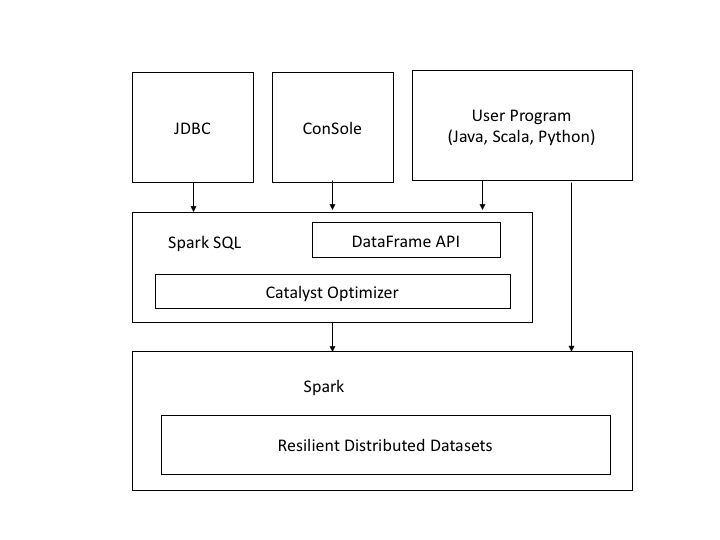 JDBC
ConSole
User Program
(Java, Scala, Python)
Spark SQL
DataFrame API
Catalyst Optimizer
Spark
Resilient Distributed Datasets